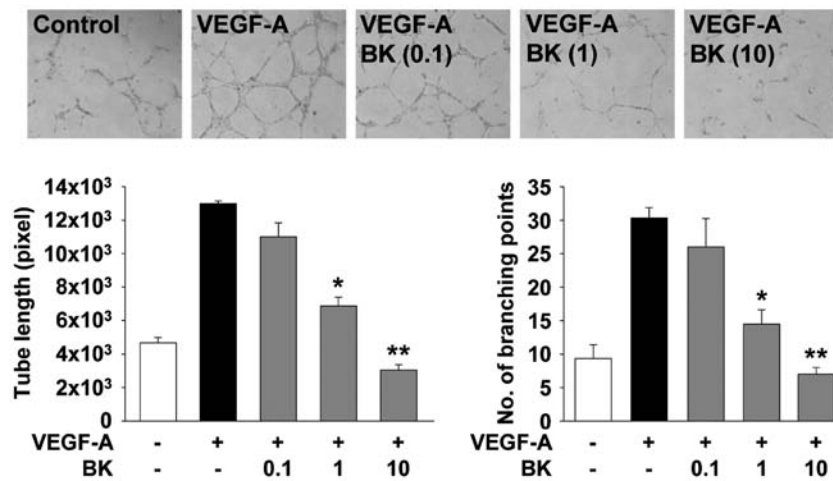 Control
VEGF-A
VEGF-A
BK (0.1)
VEGF-A
BK (1)
VEGF-A
BK (10)
Tube length (pixel)
14x10³
12x10³
10x10³
8x10³
6x10³
4x10³
2x10³
0
*
**
VEGF-A - + + + +
BK - - 0.1 1 10
No. of branching points
35
30
25
20
15
10
5
0
*
**
VEGF-A - + + + +
BK - - 0.1 1 10